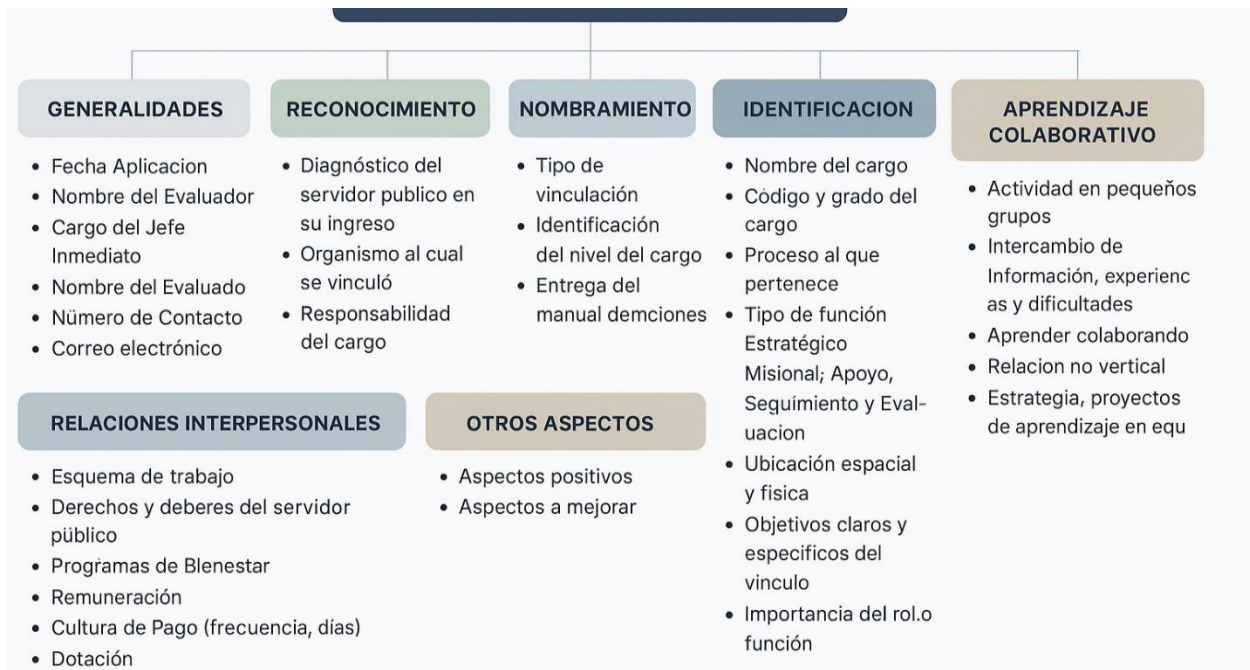 GENERALIDADES
• Fecha Aplicacion
• Nombre del Evaluador
• Cargo del Jefe
Inmediato
• Nombre del Evaluado
• Nümero de Contacto
• Correo electrónico
RECONOCIMIENTO
• Diagnóstico del
servidor publico en
su ingreso
• Organismo al cual
se vinculó
• Responsabilidad
del cargo
NOMBRAMIENTO
• Tipo de
vinculación
• Identificación
del nivel del cargo
• Entrega del
manual demciones
IDENTIFICACION
• Nombre del cargo
• Código y grado del
cargo
• Proceso al que
pertenece
• Tipo de función
Estratégico
Misional; Apoyo,
Seguimiento y Eval-
uacion
• Ubicación espacial
y fisica
• Objetivos claros y
especificos del
vinculo
• Importancia del rol.o
función
APRENDIZAJE
COLABORATIVO
• Actividad en pequeños
grupos
• Intercambio de
Información, experienc
as y dificultades
• Aprender colaborando
• Relacion no vertical
• Estrategia, proyectos
de aprendizaje en equ
RELACIONES INTERPERSONALES
• Esquema de trabajo
• Derechos y deberes del servidor
püblico
• Programas de Blenestar
• Remuneración
• Cultura de Pago (frecuencia, días)
• Dotación
OTROS ASPECTOS
• Aspectos positivos
• Aspectos a mejorar